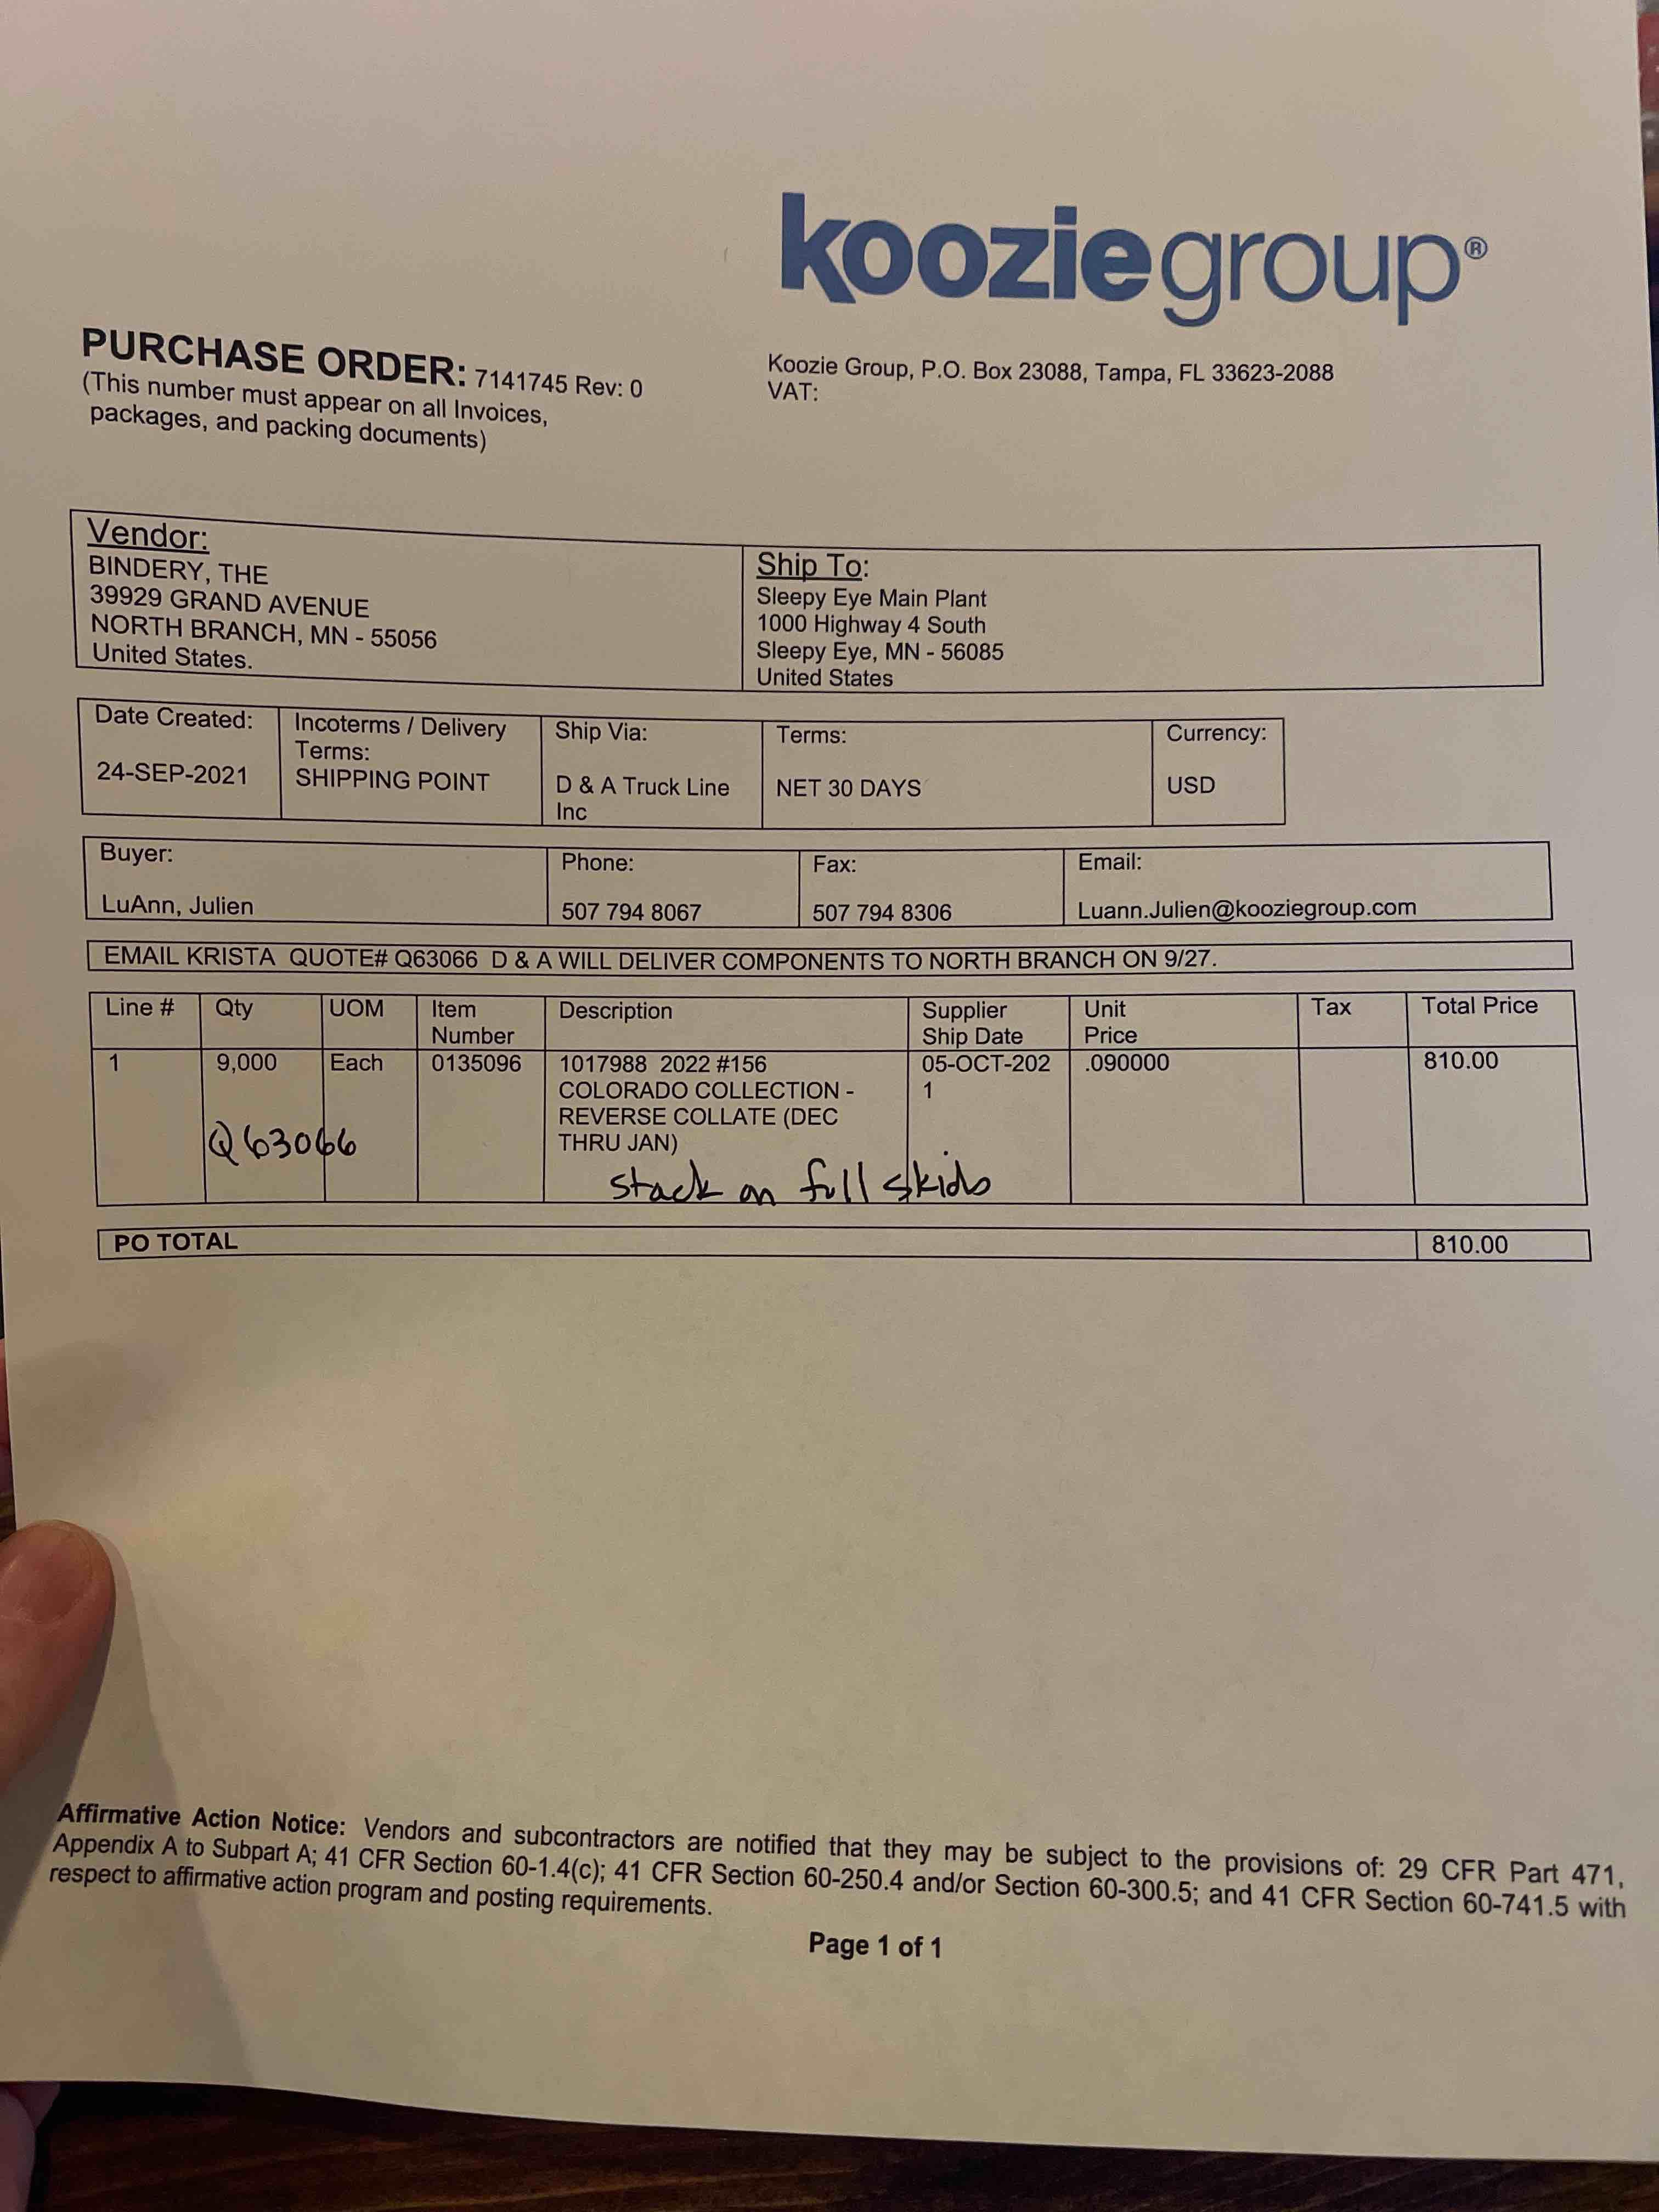 kooziegroup®
PURCHASE ORDER: 7141745 Rev: 0
(This number must appear on all Invoices,
packages, and packing documents)
Koozie Group, P.O. Box 23088, Tampa, FL 33623-2088
VAT:
Vendor:
BINDERY, THE
39929 GRAND AVENUE
NORTH BRANCH, MN - 55056
United States.
Ship To:
Sleepy Eye Main Plant
1000 Highway 4 South
Sleepy Eye, MN - 56085
United States
Date Created:
24-SEP-2021
Incoterms / Delivery
Terms:
SHIPPING POINT
Ship Via:
D & A Truck Line
Inc
Terms:
NET 30 DAYS
Currency:
USD
Buyer:
LuAnn, Julien
Phone:
507 794 8067
Fax:
507 794 8306
Email:
Luann.Julien@kooziegroup.com
EMAIL KRISTA QUOTE# Q63066 D & A WILL DELIVER COMPONENTS TO NORTH BRANCH ON 9/27.
Line # Qty UOM Item Number Description Supplier Ship Date Unit Price Tax Total Price
1 9,000 Each 0135096 1017988 2022 #156 05-OCT-202 .090000 810.00
COLORADO COLLECTION - 1
REVERSE COLLATE (DEC
THRU JAN)
Q63066
stack on full skids
PO TOTAL 810.00
Affirmative Action Notice: Vendors and subcontractors are notified that they may be subject to the provisions of: 29 CFR Part 471,
Appendix A to Subpart A; 41 CFR Section 60-1.4(c); 41 CFR Section 60-250.4 and/or Section 60-300.5; and 41 CFR Section 60-741.5 with
respect to affirmative action program and posting requirements.
Page 1 of 1